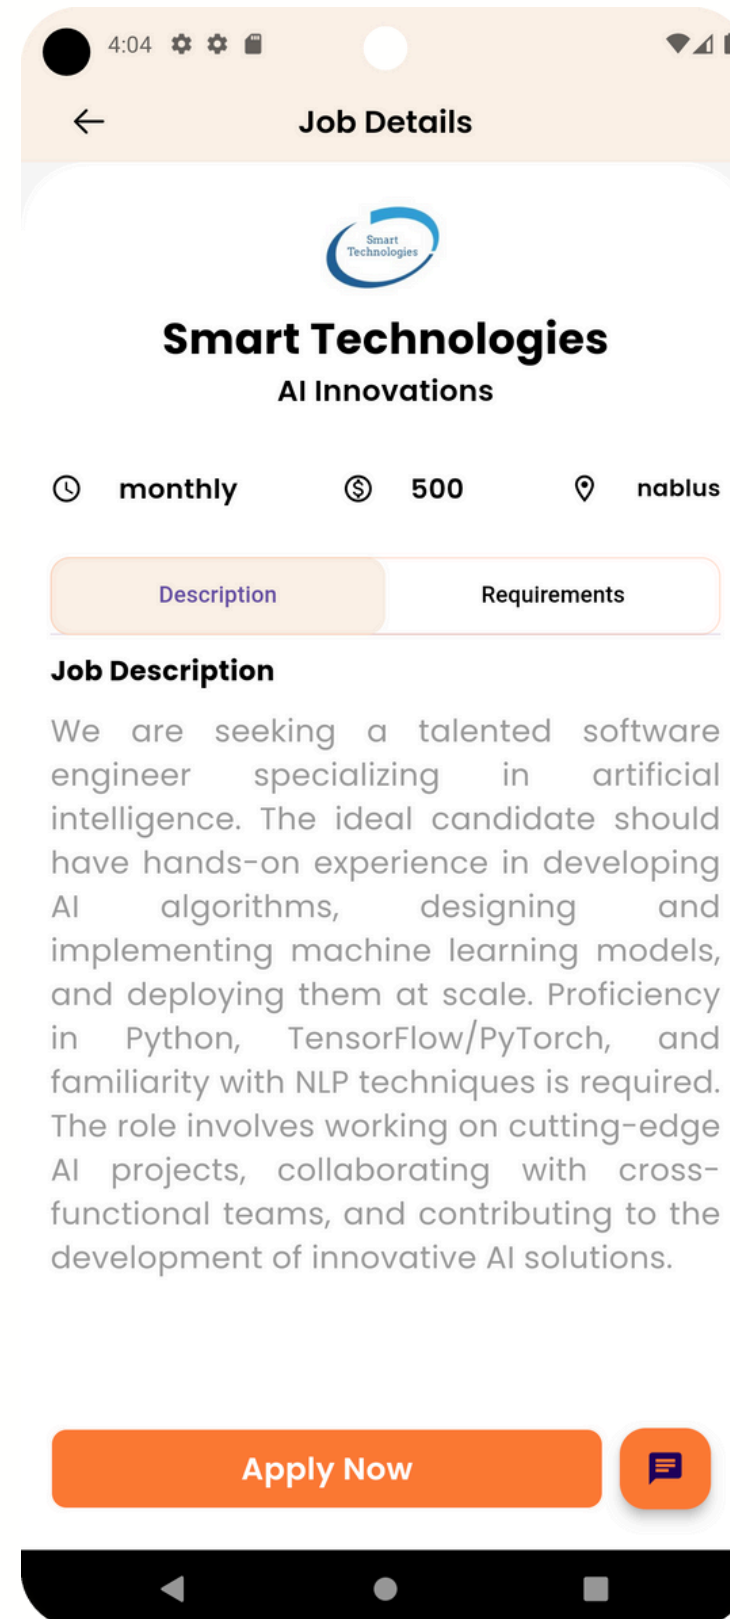 4:04
Job Details
Smart
Technologies
Smart Technologies
AI Innovations
monthly
500
nablus
Description
Requirements
Job Description
We are seeking a talented software
engineer specializing in artificial
intelligence. The ideal candidate should
have hands-on experience in developing
AI algorithms, designing and
implementing machine learning models,
and deploying them at scale. Proficiency
in Python, TensorFlow/PyTorch, and
familiarity with NLP techniques is required.
The role involves working on cutting-edge
AI projects, collaborating with cross-
functional teams, and contributing to the
development of innovative AI solutions.
Apply Now